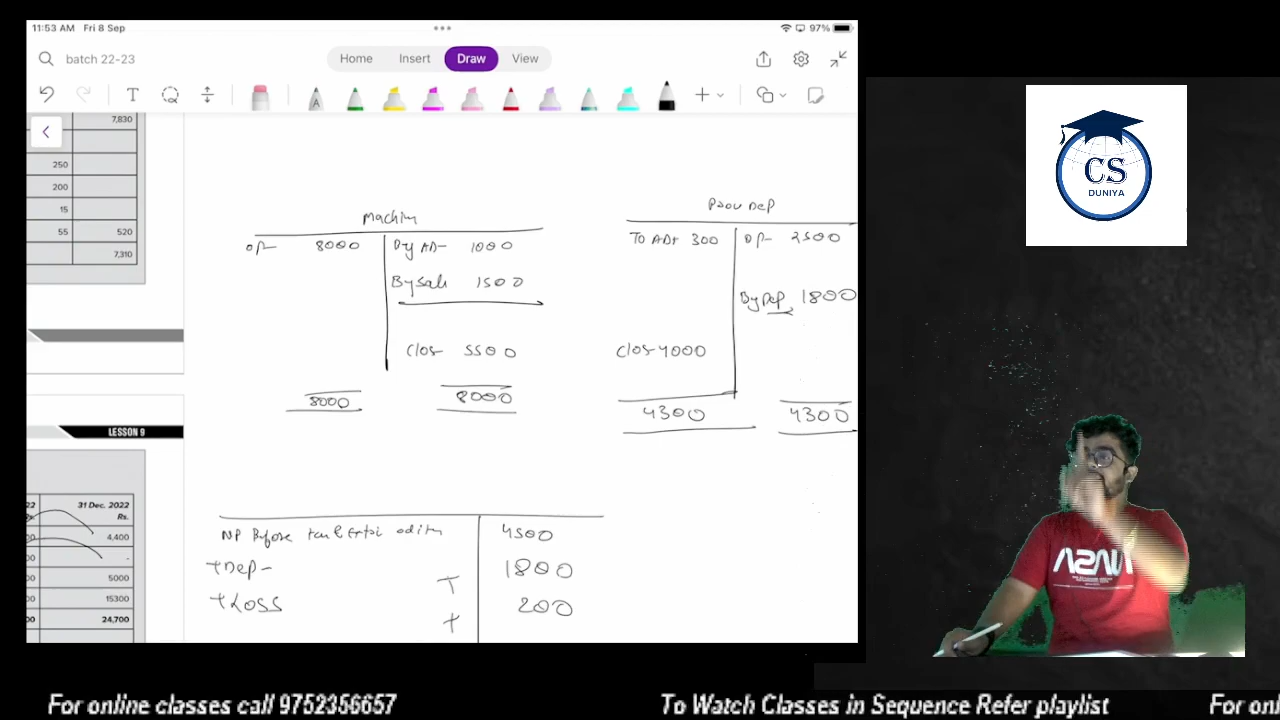 11:53 AM Fri 8 Sep
97%
batch 22-23
Home Insert Draw View
7,830
250
200
15
55 520
7,310
LESSON 9
31 Dec. 2022
Rs.
4,400
5000
15300
24,700
Machin
op- 8000 By AD- 1000
By Sale 1500
Clos- 5500
8000 8000
Prov Dep
To AD+ 300 op- 2500
By Dep 1800
Clos- 4000
4300 4300
NP Before tax & Extol 4500
+Dep- + 1800
+Loss + 200
CS
DUNIYA
For online classes call 9752356657
To Watch Classes in Sequence Refer playlist
For onl